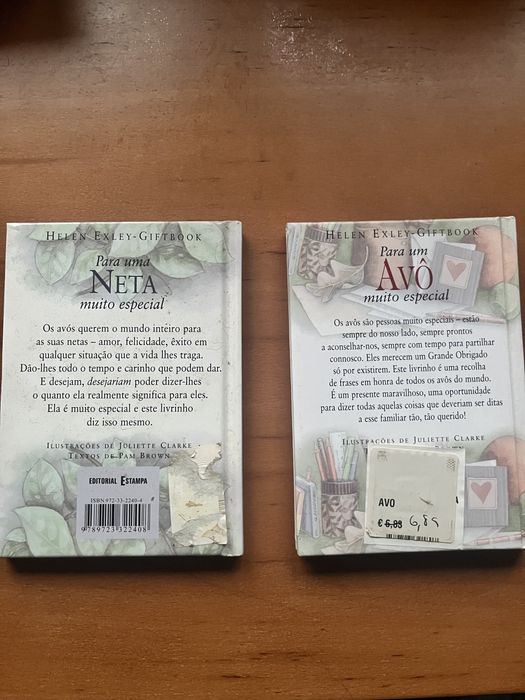 HELEN EXLEY-GIFTBOOK
Para uma
NETA
muito especial
Os avós querem o mundo inteiro para
as suas netas – amor, felicidade, êxito em
qualquer situação que a vida lhes traga.
Dão-lhes todo o tempo e carinho que podem dar.
E desejam, desejariam poder dizer-lhes
o quanto ela realmente significa para eles.
Ela é muito especial e este livrinho
diz isso mesmo.
ILUSTRAÇÕES DE JULIETTE CLARKE
TEXTOS DE PAM BROWN
EDITORIAL ESTAMPA
ISBN 972-33-2240-4
9789723322408
HELEN EXLEY-GIFTBOOK
Para um
AVÔ
muito especial
Os avôs são pessoas muito especiais – estão
sempre do nosso lado, sempre prontos
a aconselhar-nos, sempre com tempo para partilhar
connosco. Eles merecem um Grande Obrigado
só por existirem. Este livrinho é uma recolha
de frases em honra de todos os avôs do mundo.
É um presente maravilhoso, uma oportunidade
para dizer todas aquelas coisas que deveriam ser ditas
a esse familiar tão, tão querido!
ILUSTRAÇÕES DE JULIETTE CLARKE
AVO
€ 6,88 6,89